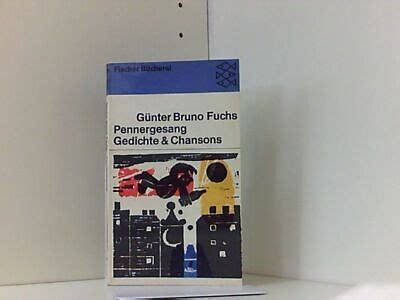 Fischer Bücherei
Günter Bruno Fuchs
Pennergesang
Gedichte & Chansons